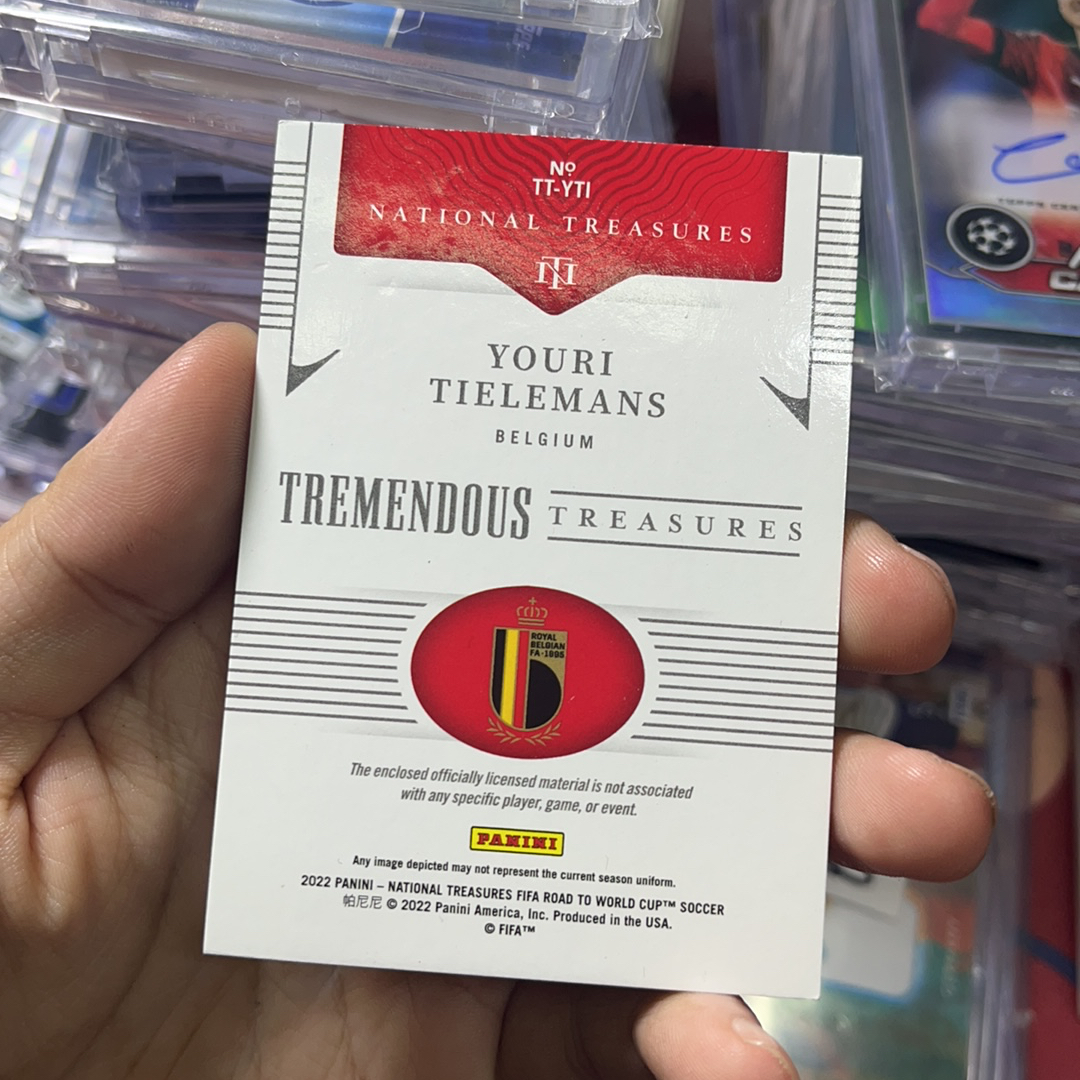 Nº
TT-YTI
NATIONAL TREASURES
NT
YOURI
TIELEMANS
BELGIUM
TREMENDOUS TREASURES
ROYAL
BELGIAN
FA·1895
The enclosed officially licensed material is not associated
with any specific player, game, or event.
PANINI
Any image depicted may not represent the current season uniform.
2022 PANINI – NATIONAL TREASURES FIFA ROAD TO WORLD CUP™ SOCCER
帕尼尼 © 2022 Panini America, Inc. Produced in the USA.
© FIFA™